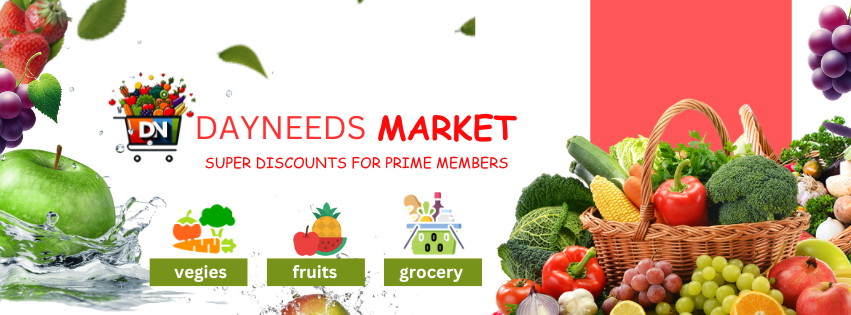 DN
DAYNEEDS MARKET
SUPER DISCOUNTS FOR PRIME MEMBERS
vegies fruits grocery